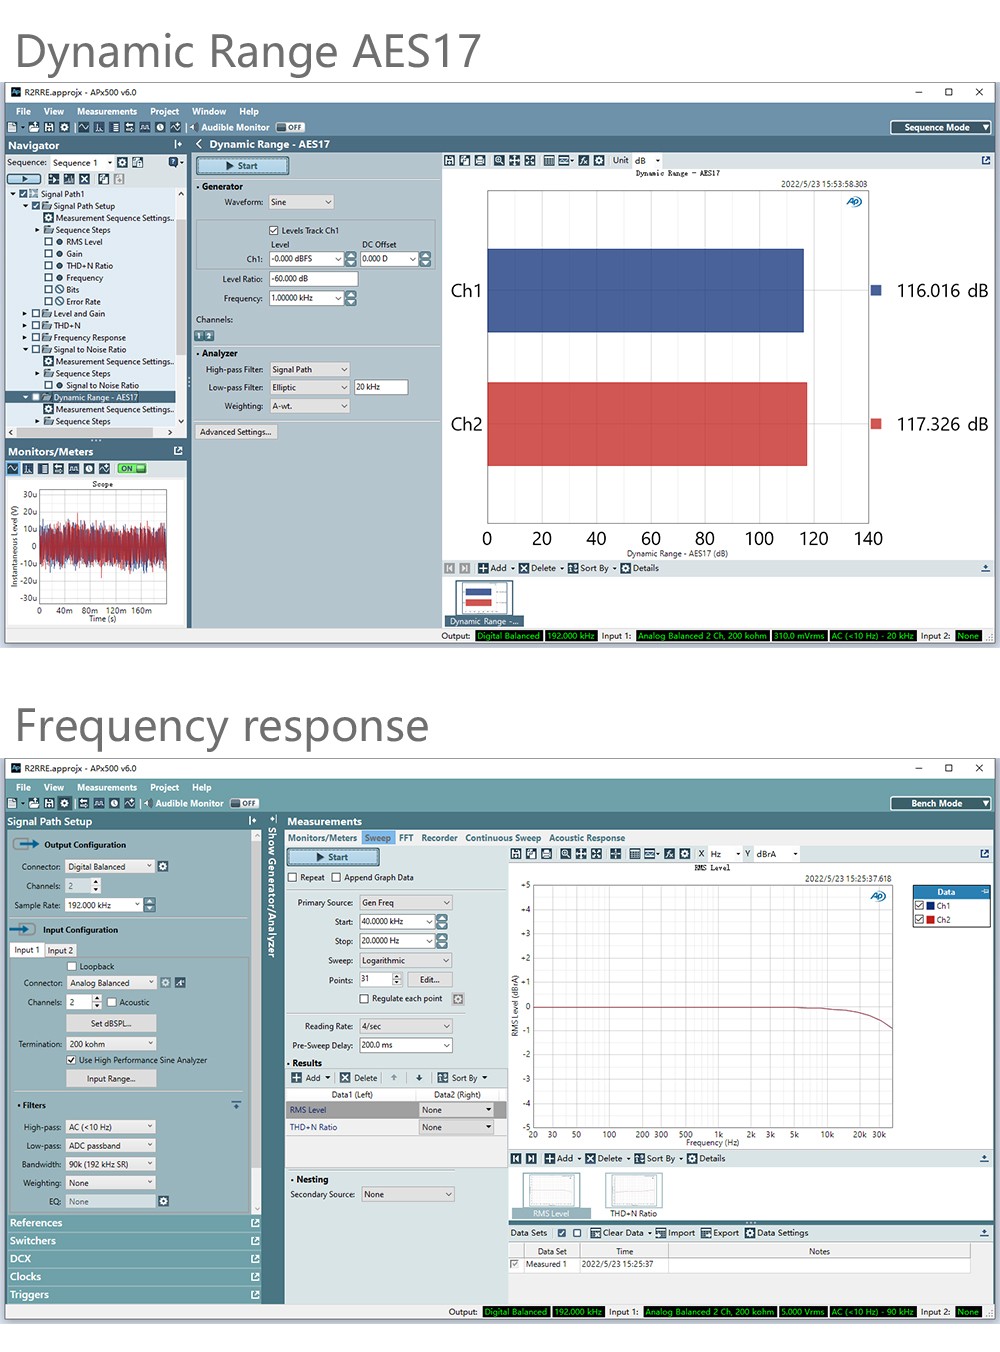 Dynamic Range AES17
R2RRE.approjx - APx500 v6.0
File View Measurements Project Window Help
Audible Monitor OFF Sequence Mode
Navigator
Dynamic Range - AES17
Sequence: Sequence 1
Start
Unit dB
Signal Path1
Signal Path Setup
Measurement Sequence Settings...
Sequence Steps
RMS Level
Gain
THD+N Ratio
Frequency
Bits
Error Rate
Level and Gain
THD+N
Frequency Response
Signal to Noise Ratio
Measurement Sequence Settings...
Sequence Steps
Signal to Noise Ratio
Dynamic Range - AES17
Measurement Sequence Settings...
Sequence Steps
Generator
Waveform: Sine
Levels Track Ch1
Level DC Offset
Ch1: -0.000 dBFS 0.000 D
Level Ratio: -60.000 dB
Frequency: 1.00000 kHz
Channels:
1 2
Analyzer
High-pass Filter: Signal Path
Low-pass Filter: Elliptic 20 kHz
Weighting: A-wt.
Advanced Settings...
Dynamic Range - AES17
2022/5/23 15:53:58.303
AP
Ch1 116.016 dB
Ch2 117.326 dB
0 20 40 60 80 100 120 140
Dynamic Range - AES17 (dB)
Add Delete Sort By Details
Dynamic Range -...
Monitors/Meters
ON
Scope
Instantaneous Level (V)
30u
20u
10u
0
-10u
-20u
-30u
0 40m 80m 120m 160m
Time (s)
Output: Digital Balanced 192.000 kHz Input 1: Analog Balanced 2 Ch, 200 kohm 310.0 mVrms AC (<10 Hz) - 20 kHz Input 2: None
Frequency response
R2RRE.approjx - APx500 v6.0
File View Measurements Project Help
Audible Monitor OFF Bench Mode
Signal Path Setup
Output Configuration
Connector: Digital Balanced
Channels: 2
Sample Rate: 192.000 kHz
Input Configuration
Input 1 Input 2
Loopback
Connector: Analog Balanced
Channels: 2 Acoustic
Set dBSPL...
Termination: 200 kohm
Use High Performance Sine Analyzer
Input Range...
Filters
High-pass: AC (<10 Hz)
Low-pass: ADC passband
Bandwidth: 90k (192 kHz SR)
Weighting: None
EQ: None
References
Switchers
DCX
Clocks
Triggers
Show Generator/Analyzer
Measurements
Monitors/Meters Sweep FFT Recorder Continuous Sweep Acoustic Response
Start
Repeat Append Graph Data
Primary Source: Gen Freq
Start: 40.0000 kHz
Stop: 20.0000 Hz
Sweep: Logarithmic
Points: 31 Edit...
Regulate each point
Reading Rate: 4/sec
Pre-Sweep Delay: 200.0 ms
Results
Add Delete Sort By
Data1 (Left) Data2 (Right)
RMS Level None
THD+N Ratio None
Nesting
Secondary Source: None
X Hz Y dBrA
RMS Level
2022/5/23 15:25:37.618
AP
RMS Level (dBrA)
+5
+4
+3
+2
+1
0
-1
-2
-3
-4
-5
20 30 50 100 200 300 500 1k 2k 3k 5k 10k 20k 30k
Frequency (Hz)
Data
Ch1
Ch2
Add Delete Sort By Details
RMS Level THD+N Ratio
Data Sets Clear Data Import Export Data Settings
Data Set Time Notes
Measured 1 2022/5/23 15:25:37
Output: Digital Balanced 192.000 kHz Input 1: Analog Balanced 2 Ch, 200 kohm 5.000 Vrms AC (<10 Hz) - 90 kHz Input 2: None